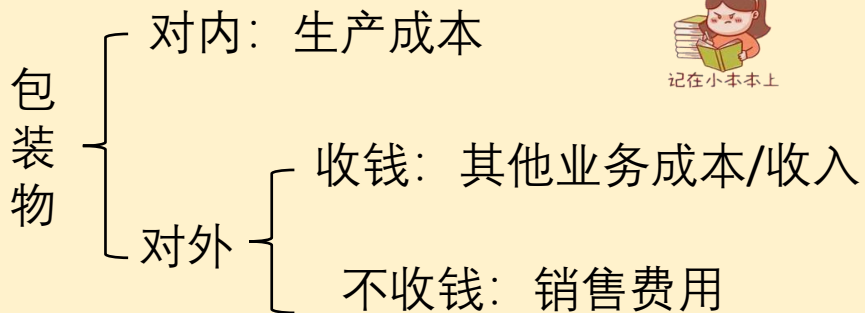 对内：生产成本
记在小本本上
包装物
收钱：其他业务成本/收入
对外
不收钱：销售费用